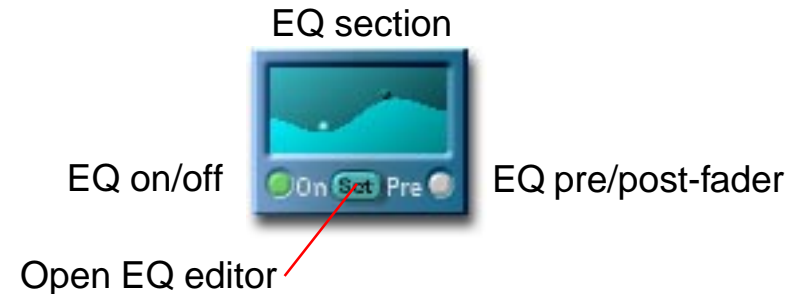 EQ section
EQ on/off
On Set Pre
EQ pre/post-fader
Open EQ editor